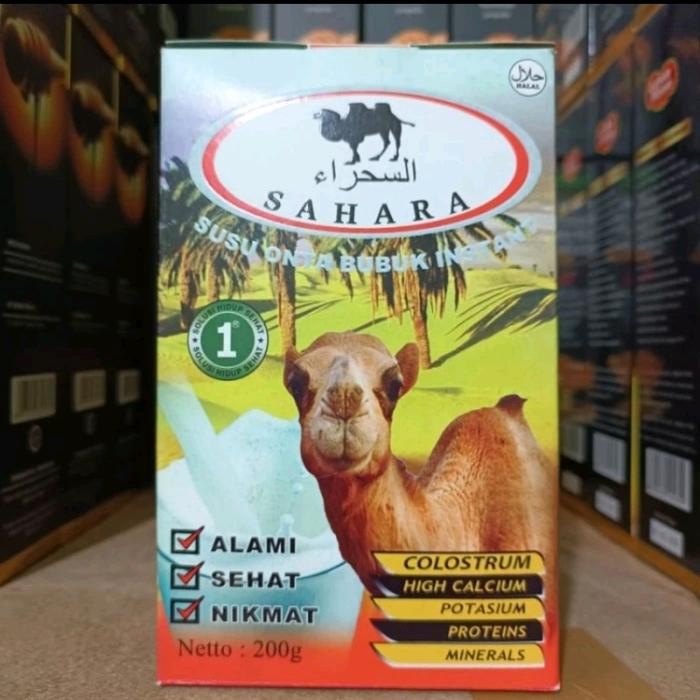 حلال
HALAL
السحراء
SAHARA
SUSU ONTA BUBUK INSTANT
SOLUSI HIDUP SEHAT
1®
SOLUSI HIDUP SEHAT
ALAMI
SEHAT
NIKMAT
Netto : 200g
COLOSTRUM
HIGH CALCIUM
POTASIUM
PROTEINS
MINERALS